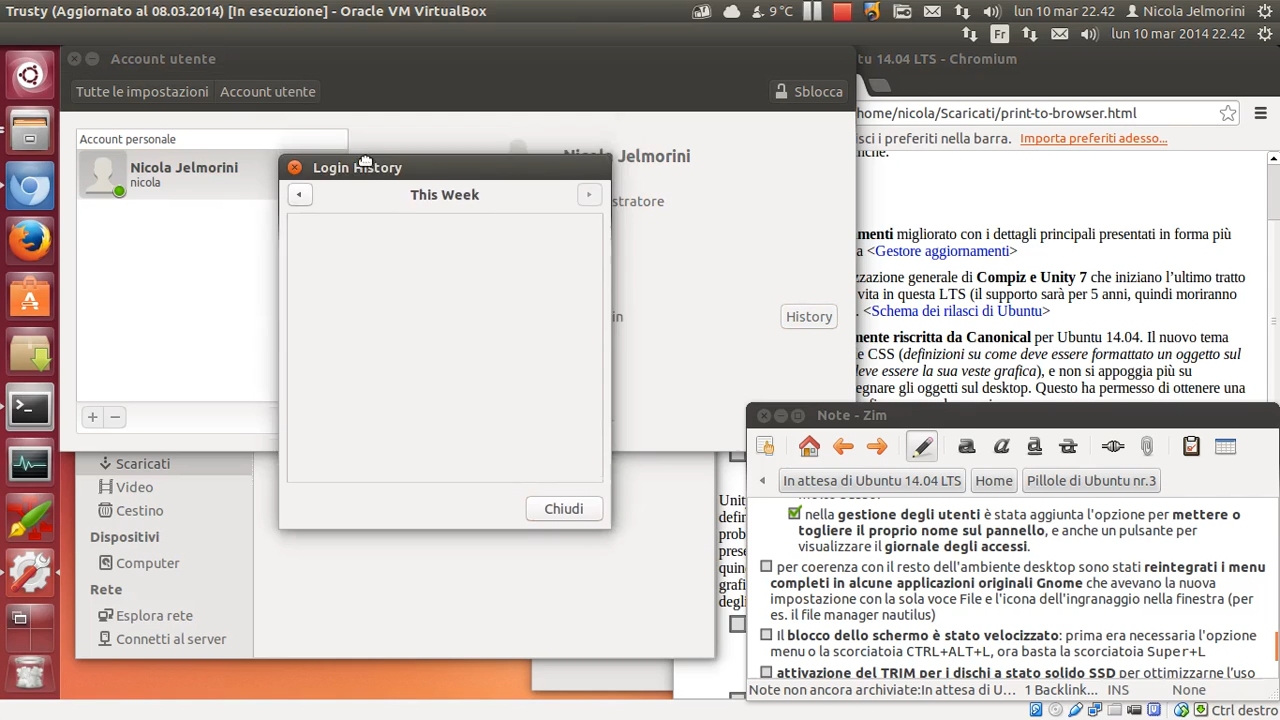 Trusty (Aggiornato al 08.03.2014) [In esecuzione] - Oracle VM VirtualBox
9 °C
lun 10 mar 22.42
Nicola Jelmorini
Fr
lun 10 mar 2014 22.42
Account utente
tu 14.04 LTS - Chromium
Tutte le impostazioni
Account utente
Sblocca
home/nicola/Scaricati/print-to-browser.html
isci i preferiti nella barra.
Importa preferiti adesso...
Account personale
Nicola Jelmorini
nicola
Jelmorini
stratore
in
History
Login History
This Week
Chiudi
menti migliorato con i dettagli principali presentati in forma più
a <Gestore aggiornamenti>
zzazione generale di Compiz e Unity 7 che iniziano l'ultimo tratto
vita in questa LTS (il supporto sarà per 5 anni, quindi moriranno
. <Schema dei rilasci di Ubuntu>
mente riscritta da Canonical per Ubuntu 14.04. Il nuovo tema
e CSS (definizioni su come deve essere formattato un oggetto sul
deve essere la sua veste grafica), e non si appoggia più su
egnare gli oggetti sul desktop. Questo ha permesso di ottenere una
Scaricati
Video
Cestino
Dispositivi
Computer
Rete
Esplora rete
Connetti al server
Unit
defin
prob
prese
quin
grafi
degli
Note - Zim
In attesa di Ubuntu 14.04 LTS
Home
Pillole di Ubuntu nr.3
nella gestione degli utenti è stata aggiunta l'opzione per mettere o
togliere il proprio nome sul pannello, e anche un pulsante per
visualizzare il giornale degli accessi.
per coerenza con il resto dell'ambiente desktop sono stati reintegrati i menu
completi in alcune applicazioni originali Gnome che avevano la nuova
impostazione con la sola voce File e l'icona dell'ingranaggio nella finestra (per
es. il file manager nautilus)
Il blocco dello schermo è stato velocizzato: prima era necessaria l'opzione
menu o la scorciatoia CTRL+ALT+L, ora basta la scorciatoia Super+L
attivazione del TRIM per i dischi a stato solido SSD per ottimizzarne l'uso
Note non ancora archiviate:In attesa di U...
1 Backlink...
INS
None
Ctrl destro